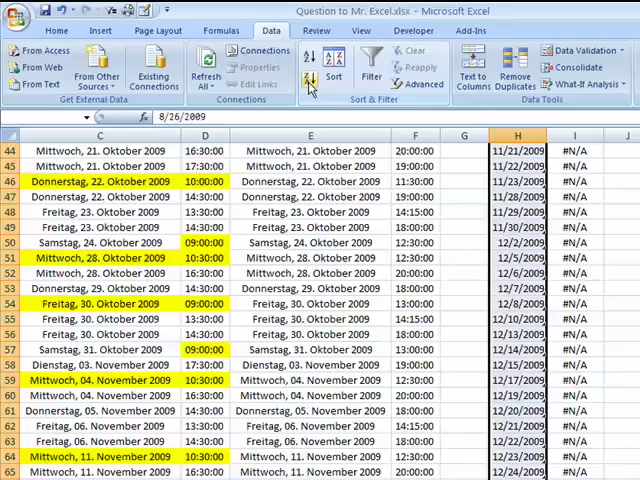 Question to Mr. Excel.xlsx - Microsoft Excel
Home Insert Page Layout Formulas Data Review View Developer Add-Ins
From Access From Web From Text From Other Sources Existing Connections Get External Data
Refresh All Connections Properties Edit Links Connections
Sort Filter Clear Reapply Advanced Sort & Filter
Text to Columns Remove Duplicates Data Validation Consolidate What-If Analysis Data Tools
fx 8/26/2009
C D E F G H I J
44 Mittwoch, 21. Oktober 2009 16:30:00 Mittwoch, 21. Oktober 2009 20:00:00 11/21/2009 #N/A
45 Mittwoch, 21. Oktober 2009 17:30:00 Mittwoch, 21. Oktober 2009 19:00:00 11/22/2009 #N/A
46 Donnerstag, 22. Oktober 2009 10:00:00 Donnerstag, 22. Oktober 2009 11:30:00 11/23/2009 #N/A
47 Donnerstag, 22. Oktober 2009 14:30:00 Donnerstag, 22. Oktober 2009 19:00:00 11/28/2009 #N/A
48 Freitag, 23. Oktober 2009 13:30:00 Freitag, 23. Oktober 2009 14:15:00 11/29/2009 #N/A
49 Freitag, 23. Oktober 2009 14:30:00 Freitag, 23. Oktober 2009 18:00:00 11/30/2009 #N/A
50 Samstag, 24. Oktober 2009 09:00:00 Samstag, 24. Oktober 2009 12:30:00 12/2/2009 #N/A
51 Mittwoch, 28. Oktober 2009 10:30:00 Mittwoch, 28. Oktober 2009 12:30:00 12/5/2009 #N/A
52 Mittwoch, 28. Oktober 2009 16:30:00 Mittwoch, 28. Oktober 2009 20:00:00 12/6/2009 #N/A
53 Donnerstag, 29. Oktober 2009 14:30:00 Donnerstag, 29. Oktober 2009 18:00:00 12/7/2009 #N/A
54 Freitag, 30. Oktober 2009 09:00:00 Freitag, 30. Oktober 2009 13:00:00 12/8/2009 #N/A
55 Freitag, 30. Oktober 2009 13:30:00 Freitag, 30. Oktober 2009 14:15:00 12/10/2009 #N/A
56 Freitag, 30. Oktober 2009 14:30:00 Freitag, 30. Oktober 2009 18:00:00 12/13/2009 #N/A
57 Samstag, 31. Oktober 2009 09:00:00 Samstag, 31. Oktober 2009 13:00:00 12/14/2009 #N/A
58 Dienstag, 03. November 2009 17:30:00 Dienstag, 03. November 2009 19:00:00 12/15/2009 #N/A
59 Mittwoch, 04. November 2009 10:30:00 Mittwoch, 04. November 2009 12:30:00 12/17/2009 #N/A
60 Mittwoch, 04. November 2009 16:30:00 Mittwoch, 04. November 2009 20:00:00 12/19/2009 #N/A
61 Donnerstag, 05. November 2009 14:30:00 Donnerstag, 05. November 2009 18:00:00 12/20/2009 #N/A
62 Freitag, 06. November 2009 13:30:00 Freitag, 06. November 2009 14:15:00 12/21/2009 #N/A
63 Freitag, 06. November 2009 14:30:00 Freitag, 06. November 2009 18:00:00 12/22/2009 #N/A
64 Mittwoch, 11. November 2009 10:30:00 Mittwoch, 11. November 2009 12:30:00 12/23/2009 #N/A
65 Mittwoch, 11. November 2009 16:30:00 Mittwoch, 11. November 2009 20:00:00 12/24/2009 #N/A